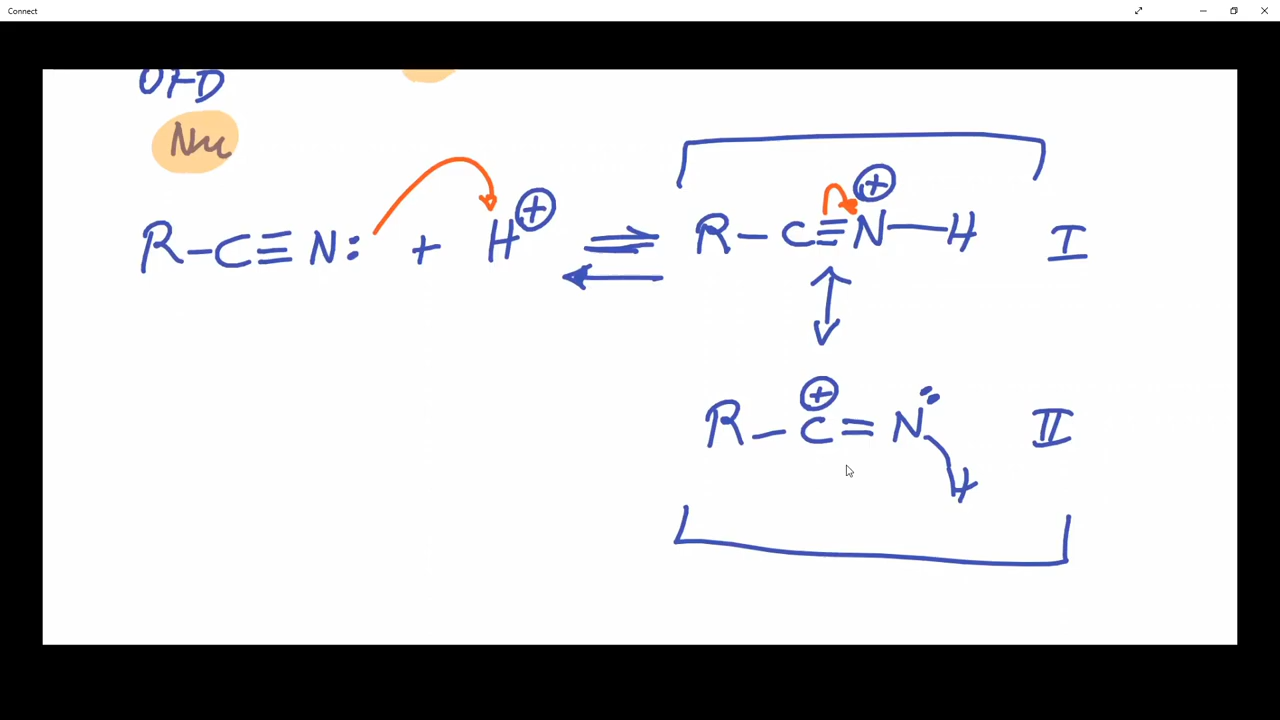 Connect
OFD
Nu
R-C≡N: + H⊕ ⇌ R-C≡N⊕-H I
R-C⊕=N̈-H II